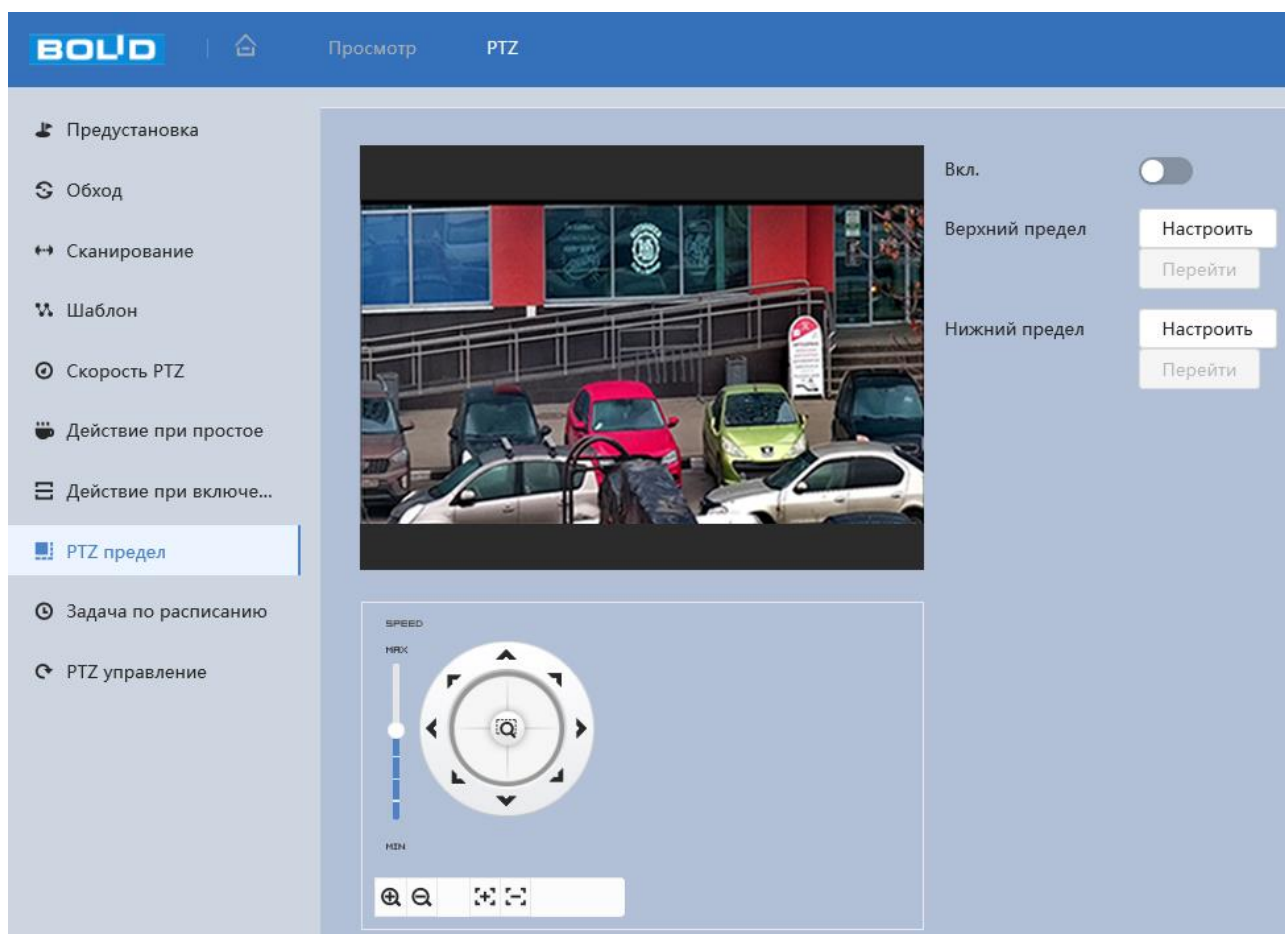 BOLID
Просмотр PTZ
Предустановка
Обход
Сканирование
Шаблон
Скорость PTZ
Действие при простое
Действие при включе...
PTZ предел
Задача по расписанию
PTZ управление
Вкл.
Верхний предел Настроить
Перейти
Нижний предел Настроить
Перейти
SPEED
MAX
MIN